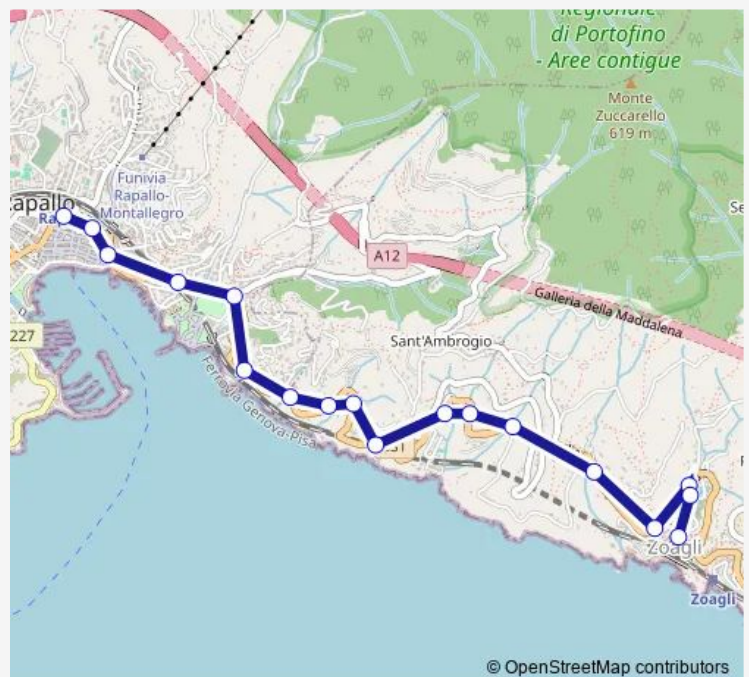 Regionale
di Portofino
- Aree contigue
Monte
Zuccarello
619 m
Funivia
Rapallo-
Montallegro
A12
Galleria della Maddalena
227
Sant'Ambrogio
Ferrovia Genova-Pisa
Zoagli
Zoagli
© OpenStreetMap contributors